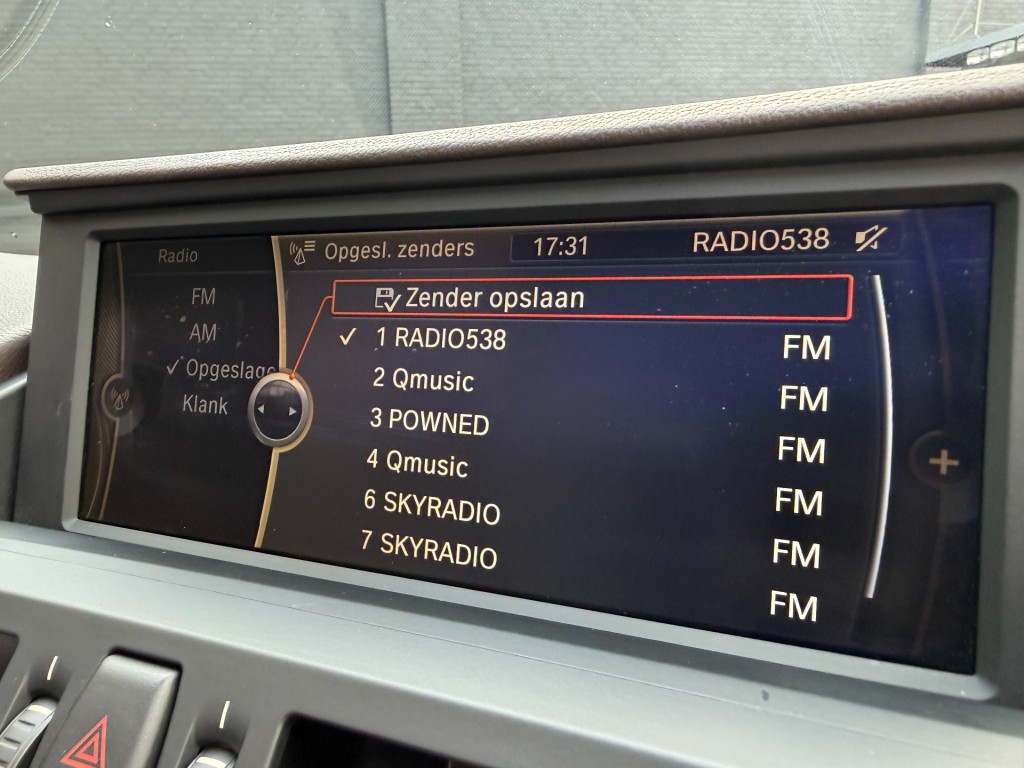 Radio
FM
AM
Opgeslage
Klank
Opgesl. zenders
17:31
RADIO538
Zender opslaan
1 RADIO538 FM
2 Qmusic FM
3 POWNED FM
4 Qmusic FM
6 SKYRADIO FM
7 SKYRADIO FM